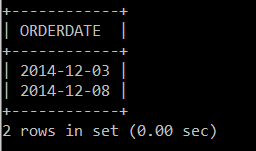 +------------+
| ORDERDATE  |
+------------+
| 2014-12-03 |
| 2014-12-08 |
+------------+
2 rows in set (0.00 sec)